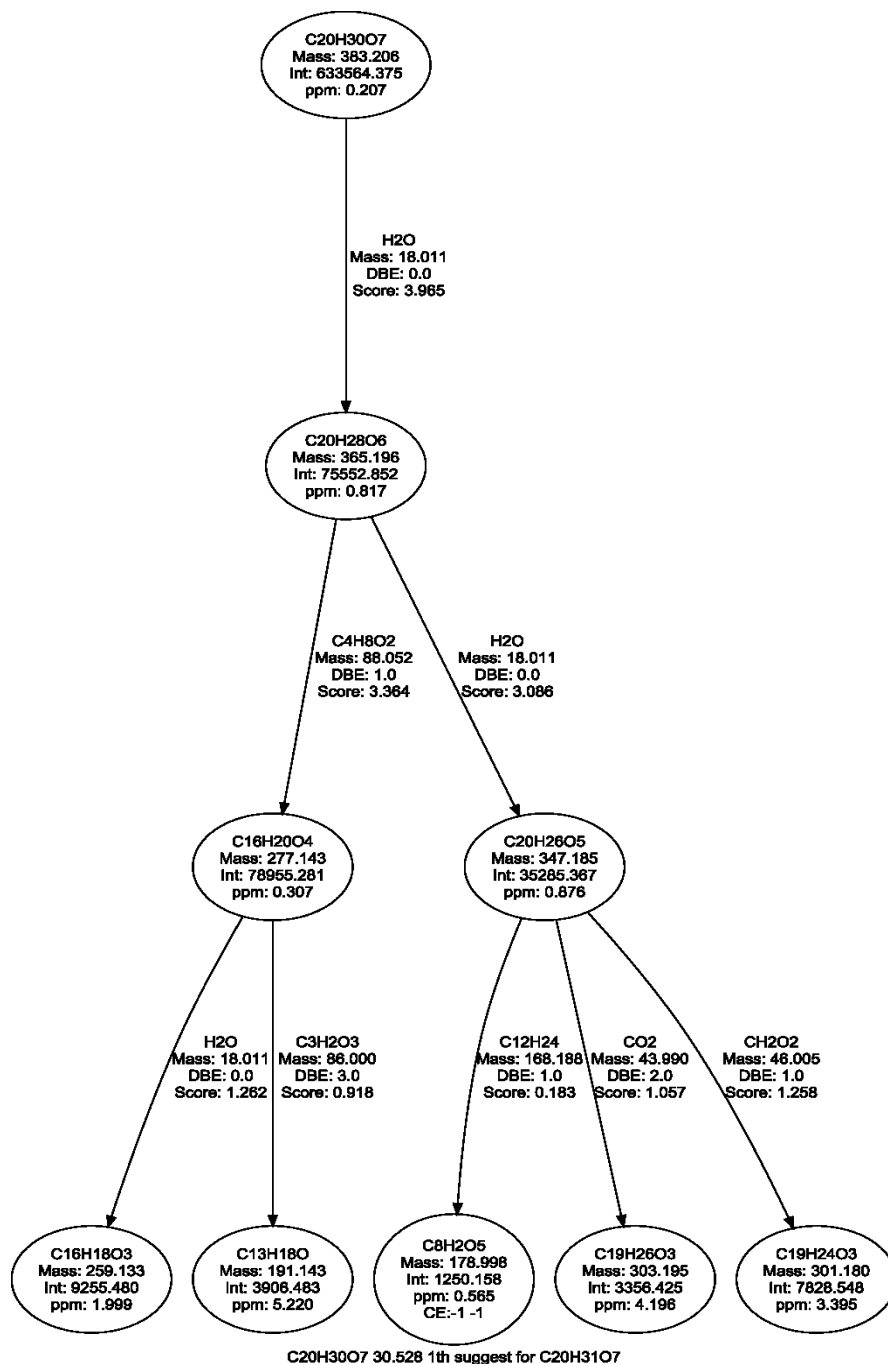 C20H30O7
Mass: 383.206
Int: 633564.375
ppm: 0.207
H2O
Mass: 18.011
DBE: 0.0
Score: 3.965
C20H28O6
Mass: 365.196
Int: 75552.852
ppm: 0.817
C4H8O2
Mass: 88.052
DBE: 1.0
Score: 3.364
H2O
Mass: 18.011
DBE: 0.0
Score: 3.086
C16H20O4
Mass: 277.143
Int: 78955.281
ppm: 0.307
C20H26O5
Mass: 347.185
Int: 35285.367
ppm: 0.876
H2O
Mass: 18.011
DBE: 0.0
Score: 1.262
C3H2O3
Mass: 86.000
DBE: 3.0
Score: 0.918
C12H24
Mass: 168.188
DBE: 1.0
Score: 0.183
CO2
Mass: 43.990
DBE: 2.0
Score: 1.057
CH2O2
Mass: 46.005
DBE: 1.0
Score: 1.258
C16H18O3
Mass: 259.133
Int: 9255.480
ppm: 1.999
C13H18O
Mass: 191.143
Int: 3906.483
ppm: 5.220
C8H2O5
Mass: 178.998
Int: 1250.158
ppm: 0.565
CE:-1 -1
C19H26O3
Mass: 303.195
Int: 3356.425
ppm: 4.196
C19H24O3
Mass: 301.180
Int: 7828.548
ppm: 3.395
C20H30O7 30.528 1th suggest for C20H31O7